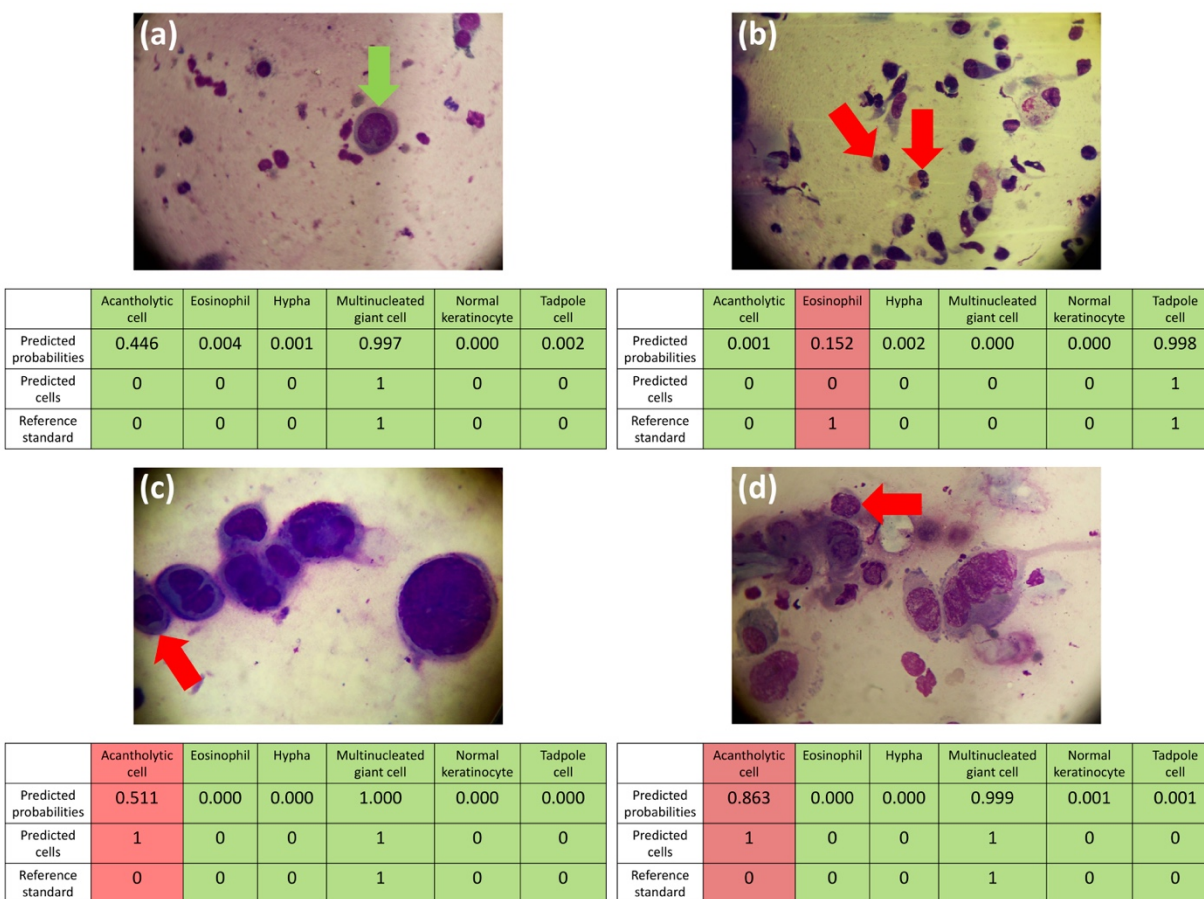 (a)
Acantholytic cell Eosinophil Hypha Multinucleated giant cell Normal keratinocyte Tadpole cell
Predicted probabilities 0.446 0.004 0.001 0.997 0.000 0.002
Predicted cells 0 0 0 1 0 0
Reference standard 0 0 0 1 0 0
(b)
Acantholytic cell Eosinophil Hypha Multinucleated giant cell Normal keratinocyte Tadpole cell
Predicted probabilities 0.001 0.152 0.002 0.000 0.000 0.998
Predicted cells 0 0 0 0 0 1
Reference standard 0 1 0 0 0 1
(c)
Acantholytic cell Eosinophil Hypha Multinucleated giant cell Normal keratinocyte Tadpole cell
Predicted probabilities 0.511 0.000 0.000 1.000 0.000 0.000
Predicted cells 1 0 0 1 0 0
Reference standard 0 0 0 1 0 0
(d)
Acantholytic cell Eosinophil Hypha Multinucleated giant cell Normal keratinocyte Tadpole cell
Predicted probabilities 0.863 0.000 0.000 0.999 0.001 0.001
Predicted cells 1 0 0 1 0 0
Reference standard 0 0 0 1 0 0